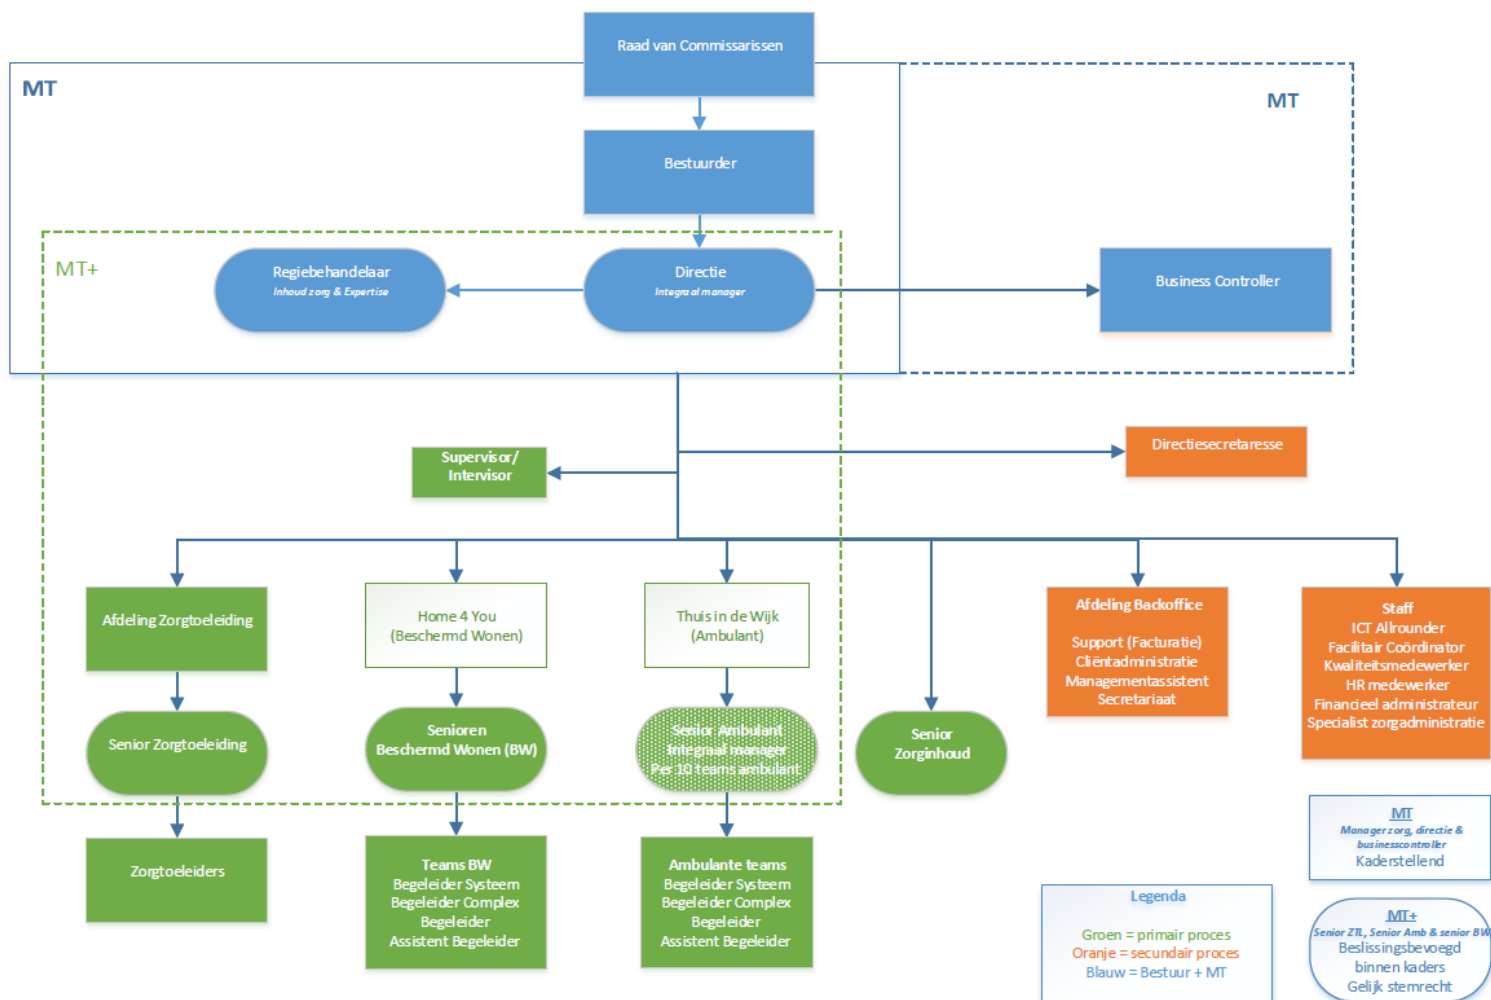 Raad van Commissarissen
MT
MT
Bestuurder
MT+
Regiebehandelaar
Inhoud zorg & Expertise
Directie
Integraal manager
Business Controller
Directiesecretaresse
Supervisor/
Intervisor
Afdeling Zorgtoeleiding
Home 4 You
(Beschermd Wonen)
Thuis in de Wijk
(Ambulant)
Afdeling Backoffice
Support (Facturatie)
Cliëntadministratie
Managementassistent
Secretariaat
Staff
ICT Allrounder
Facilitair Coördinator
Kwaliteitsmedewerker
HR medewerker
Financieel administrateur
Specialist zorgadministratie
Senior Zorgtoeleiding
Senioren
Beschermd Wonen (BW)
Senior Ambulant
Integraal manager
Per 10 teams ambulant
Senior
Zorginhoud
Zorgtoeleiders
Teams BW
Begeleider Systeem
Begeleider Complex
Begeleider
Assistent Begeleider
Ambulante teams
Begeleider Systeem
Begeleider Complex
Begeleider
Assistent Begeleider
Legenda
Groen = primair proces
Oranje = secundair proces
Blauw = Bestuur + MT
MT
Manager zorg, directie &
businesscontroller
Kaderstellend
MT+
Senior ZTL, Senior Amb & senior BW
Beslissingsbevoegd
binnen kaders
Gelijk stemrecht